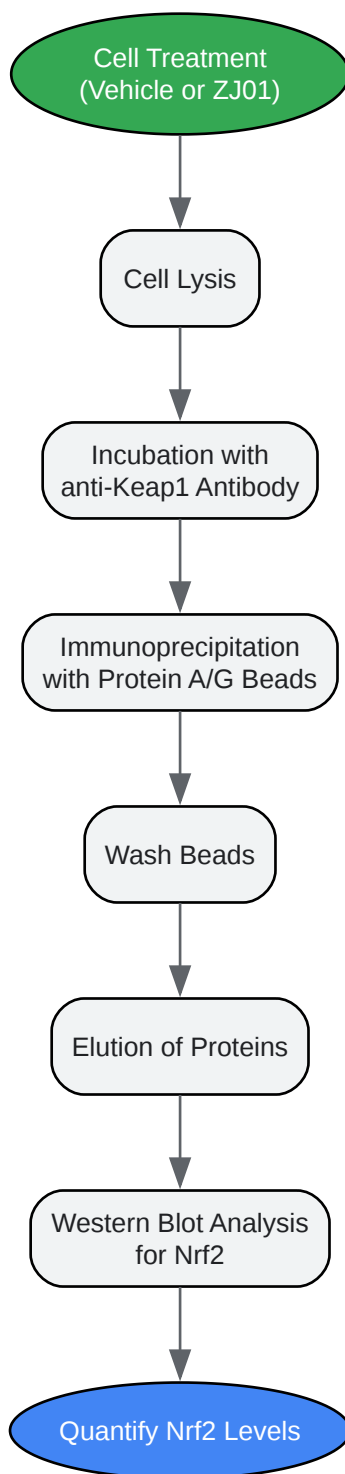 Cell Treatment
(Vehicle or ZJ01)
Cell Lysis
Incubation with
anti-Keap1 Antibody
Immunoprecipitation
with Protein A/G Beads
Wash Beads
Elution of Proteins
Western Blot Analysis
for Nrf2
Quantify Nrf2 Levels